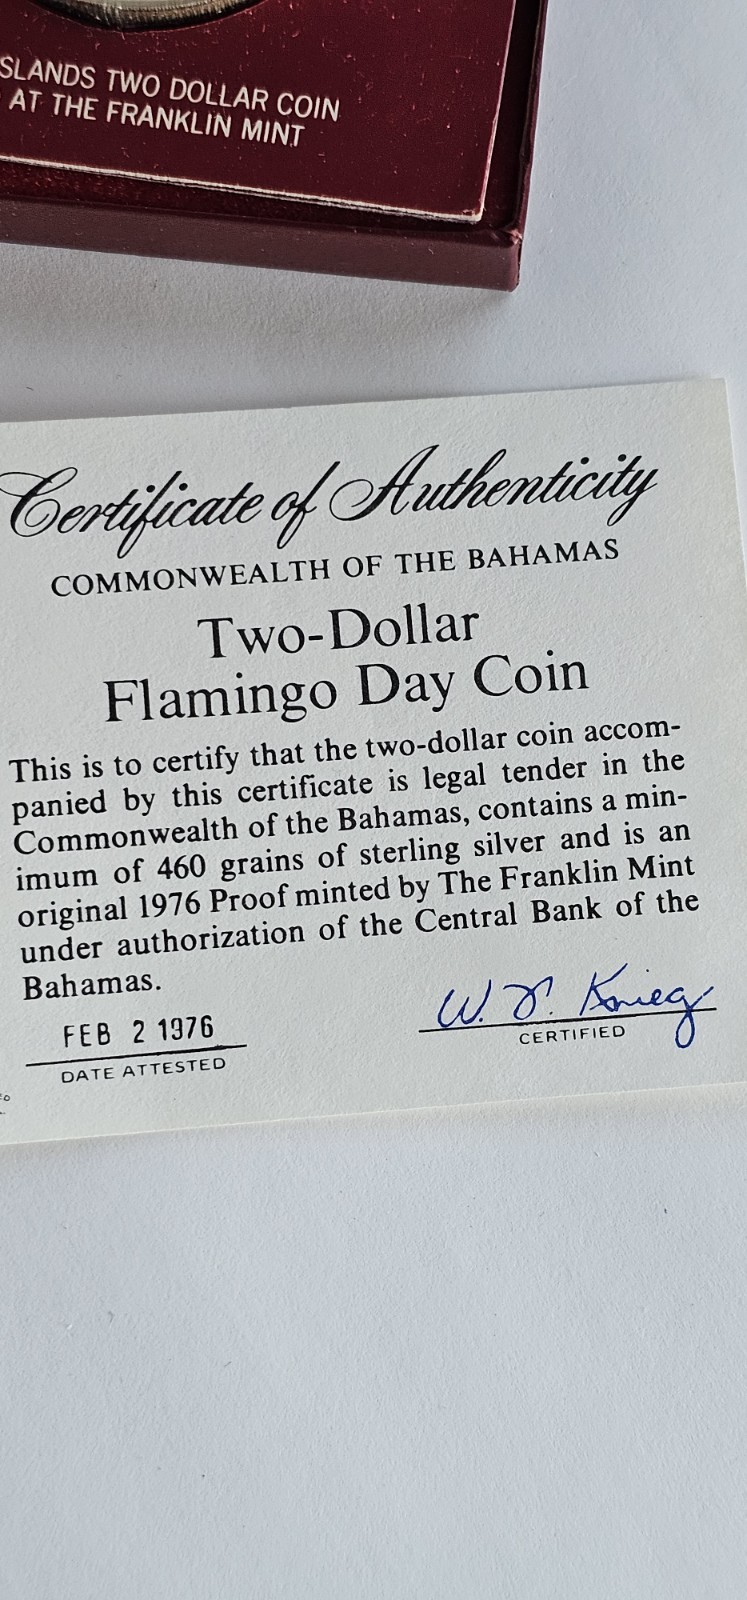 SLANDS TWO DOLLAR COIN
AT THE FRANKLIN MINT
Certificate of Authenticity
COMMONWEALTH OF THE BAHAMAS
Two-Dollar
Flamingo Day Coin
This is to certify that the two-dollar coin accom-
panied by this certificate is legal tender in the
Commonwealth of the Bahamas, contains a min-
imum of 460 grains of sterling silver and is an
original 1976 Proof minted by The Franklin Mint
under authorization of the Central Bank of the
Bahamas.
FEB 2 1976
DATE ATTESTED
W. T. Krieg
CERTIFIED